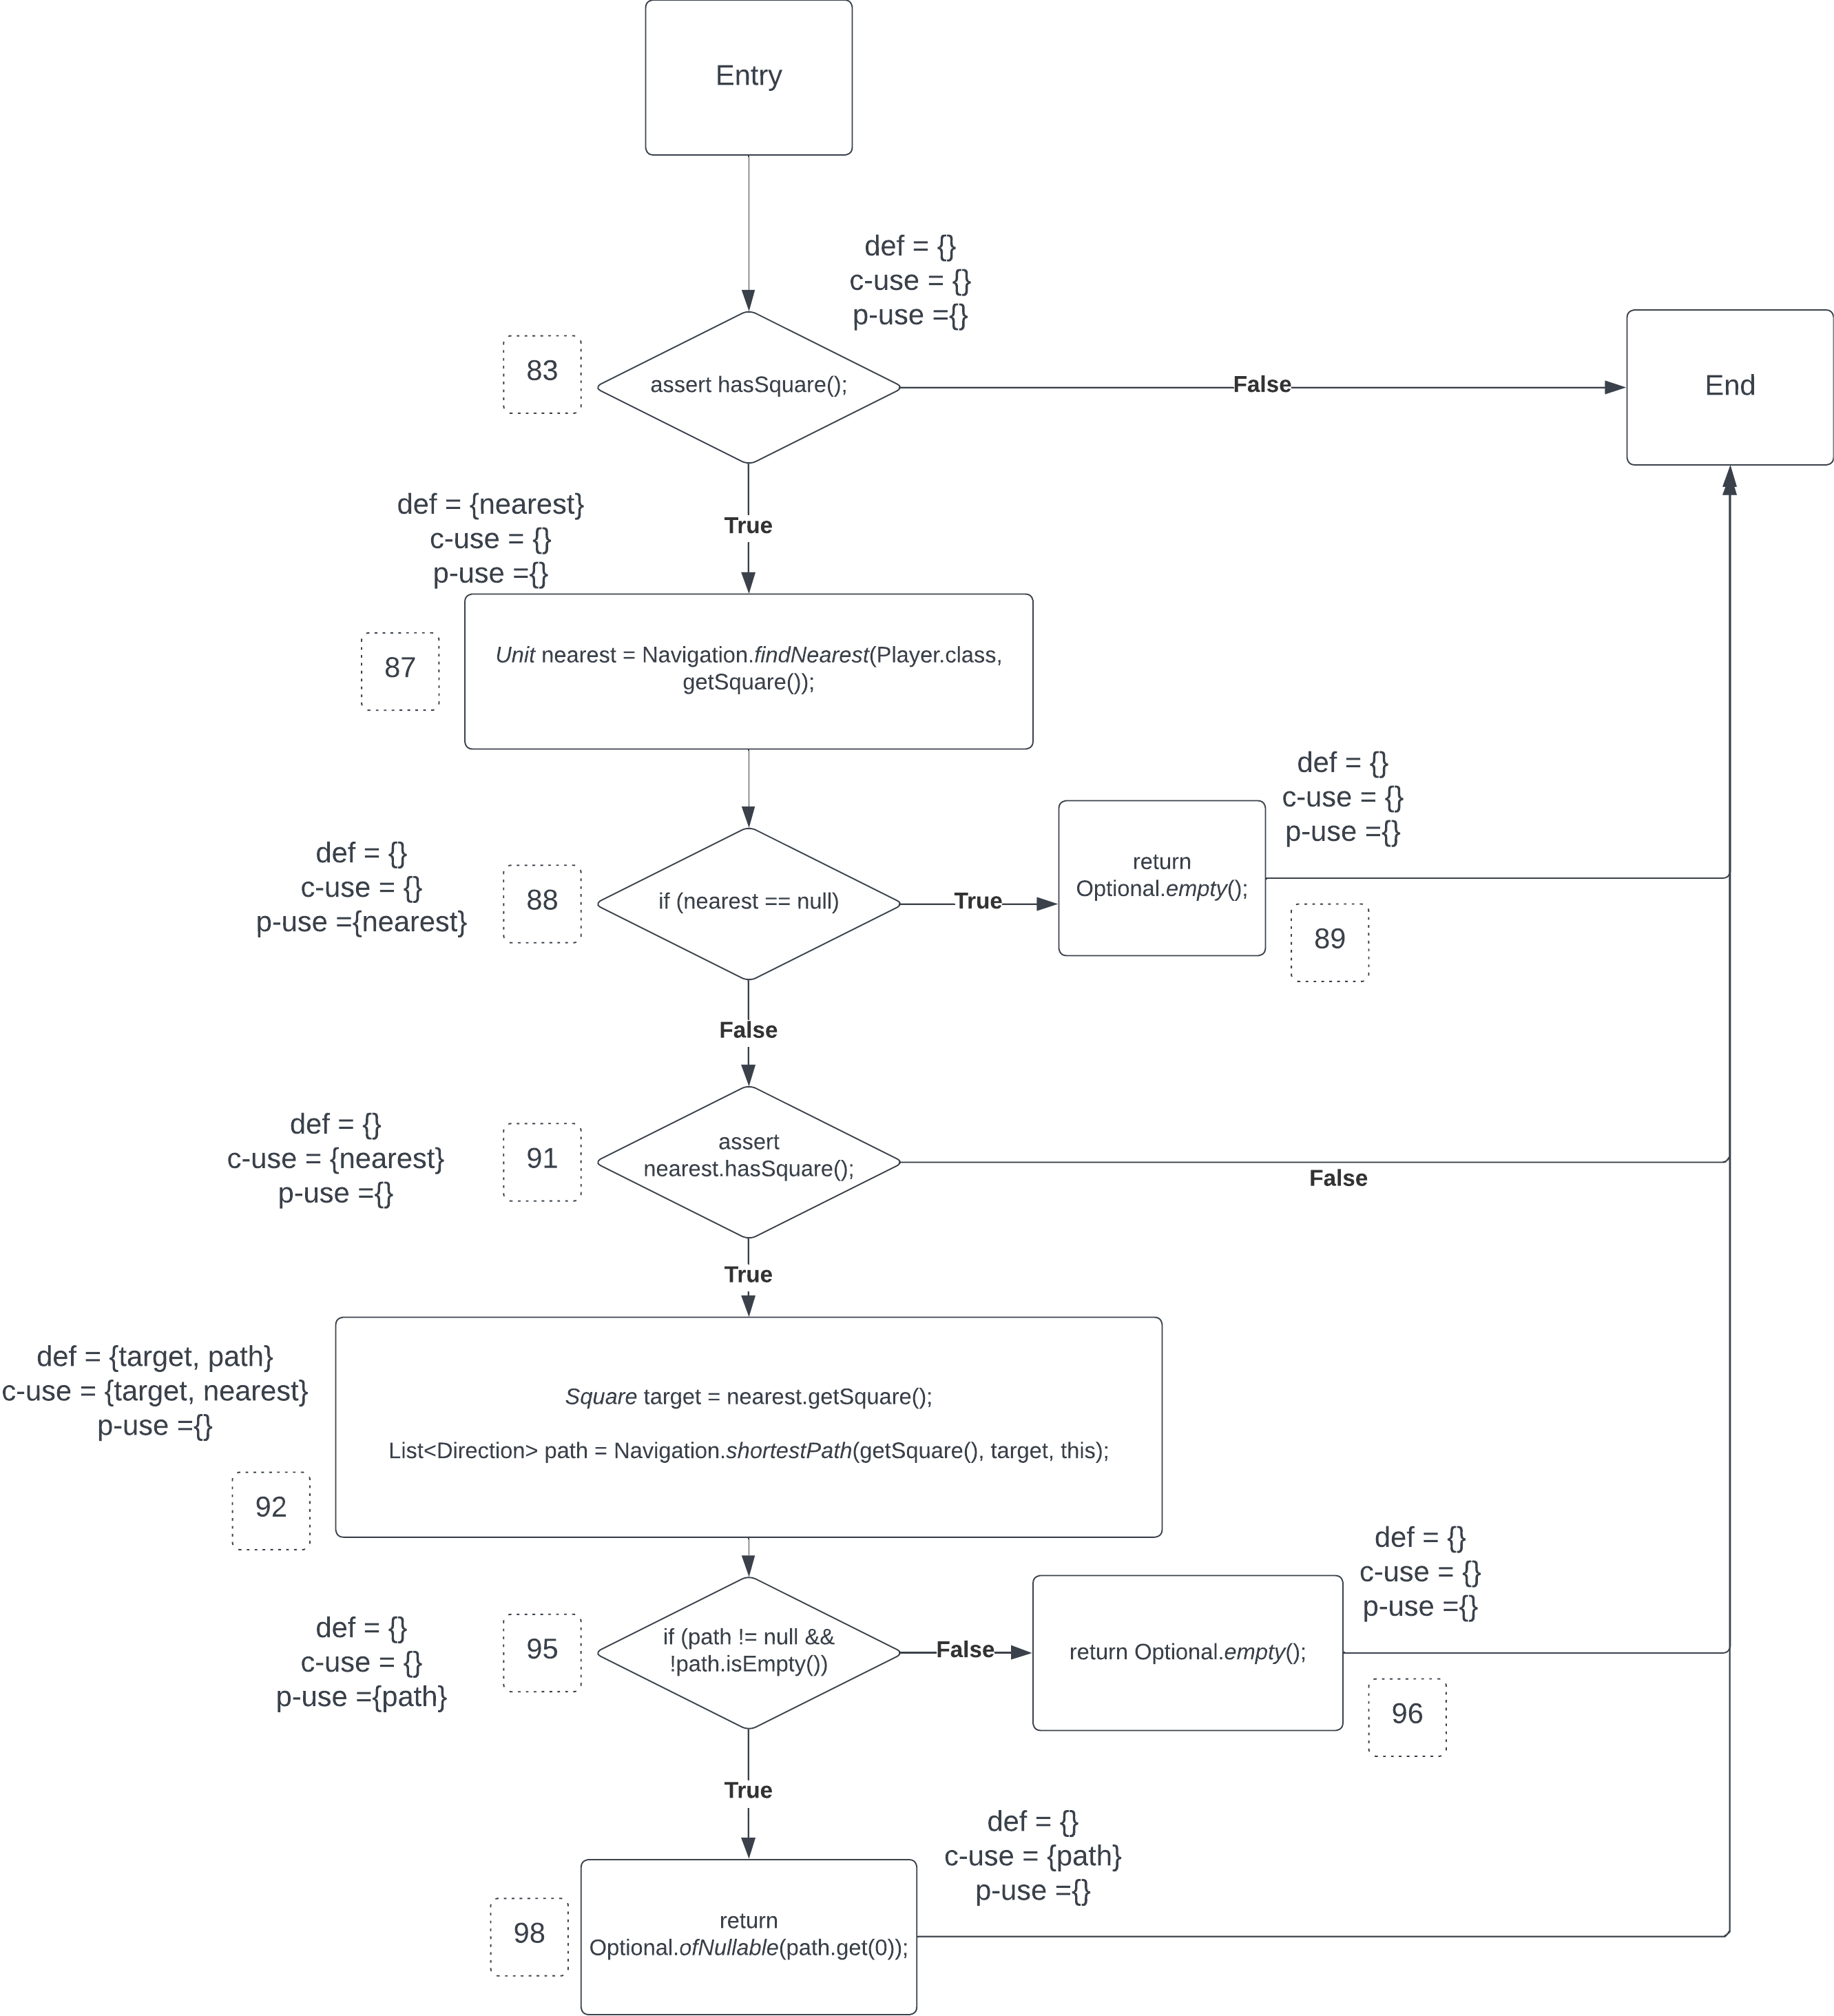 Entry
def = {}
c-use = {}
p-use ={}
83
assert hasSquare();
False
End
def = {nearest}
c-use = {}
p-use ={}
True
87
Unit nearest = Navigation.findNearest(Player.class,
getSquare());
def = {}
c-use = {}
p-use ={nearest}
88
if (nearest == null)
True
return
Optional.empty();
def = {}
c-use = {}
p-use ={}
89
False
def = {}
c-use = {nearest}
p-use ={}
91
assert
nearest.hasSquare();
False
True
def = {target, path}
c-use = {target, nearest}
p-use ={}
92
Square target = nearest.getSquare();
List<Direction> path = Navigation.shortestPath(getSquare(), target, this);
def = {}
c-use = {}
p-use ={path}
95
if (path != null &&
!path.isEmpty())
False
return Optional.empty();
def = {}
c-use = {}
p-use ={}
96
True
def = {}
c-use = {path}
p-use ={}
98
return
Optional.ofNullable(path.get(0));